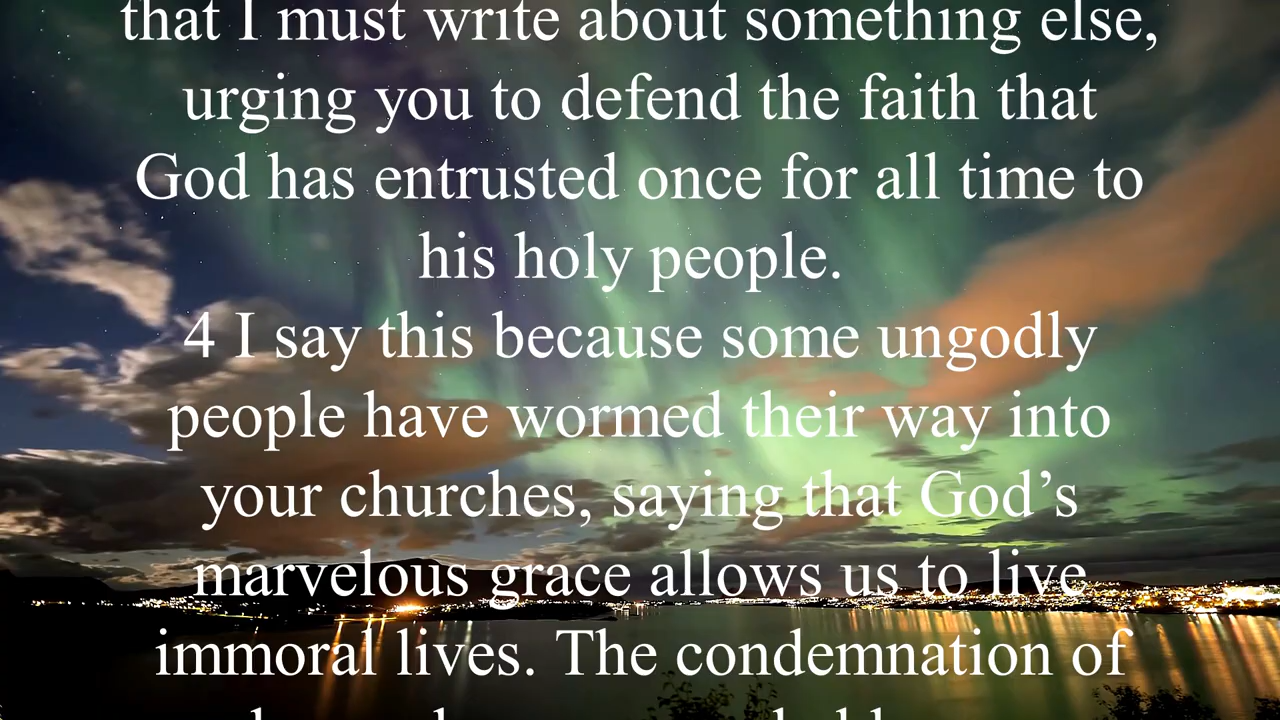 that I must write about something else,
urging you to defend the faith that
God has entrusted once for all time to
his holy people.
4 I say this because some ungodly
people have wormed their way into
your churches, saying that God’s
marvelous grace allows us to live
immoral lives. The condemnation of